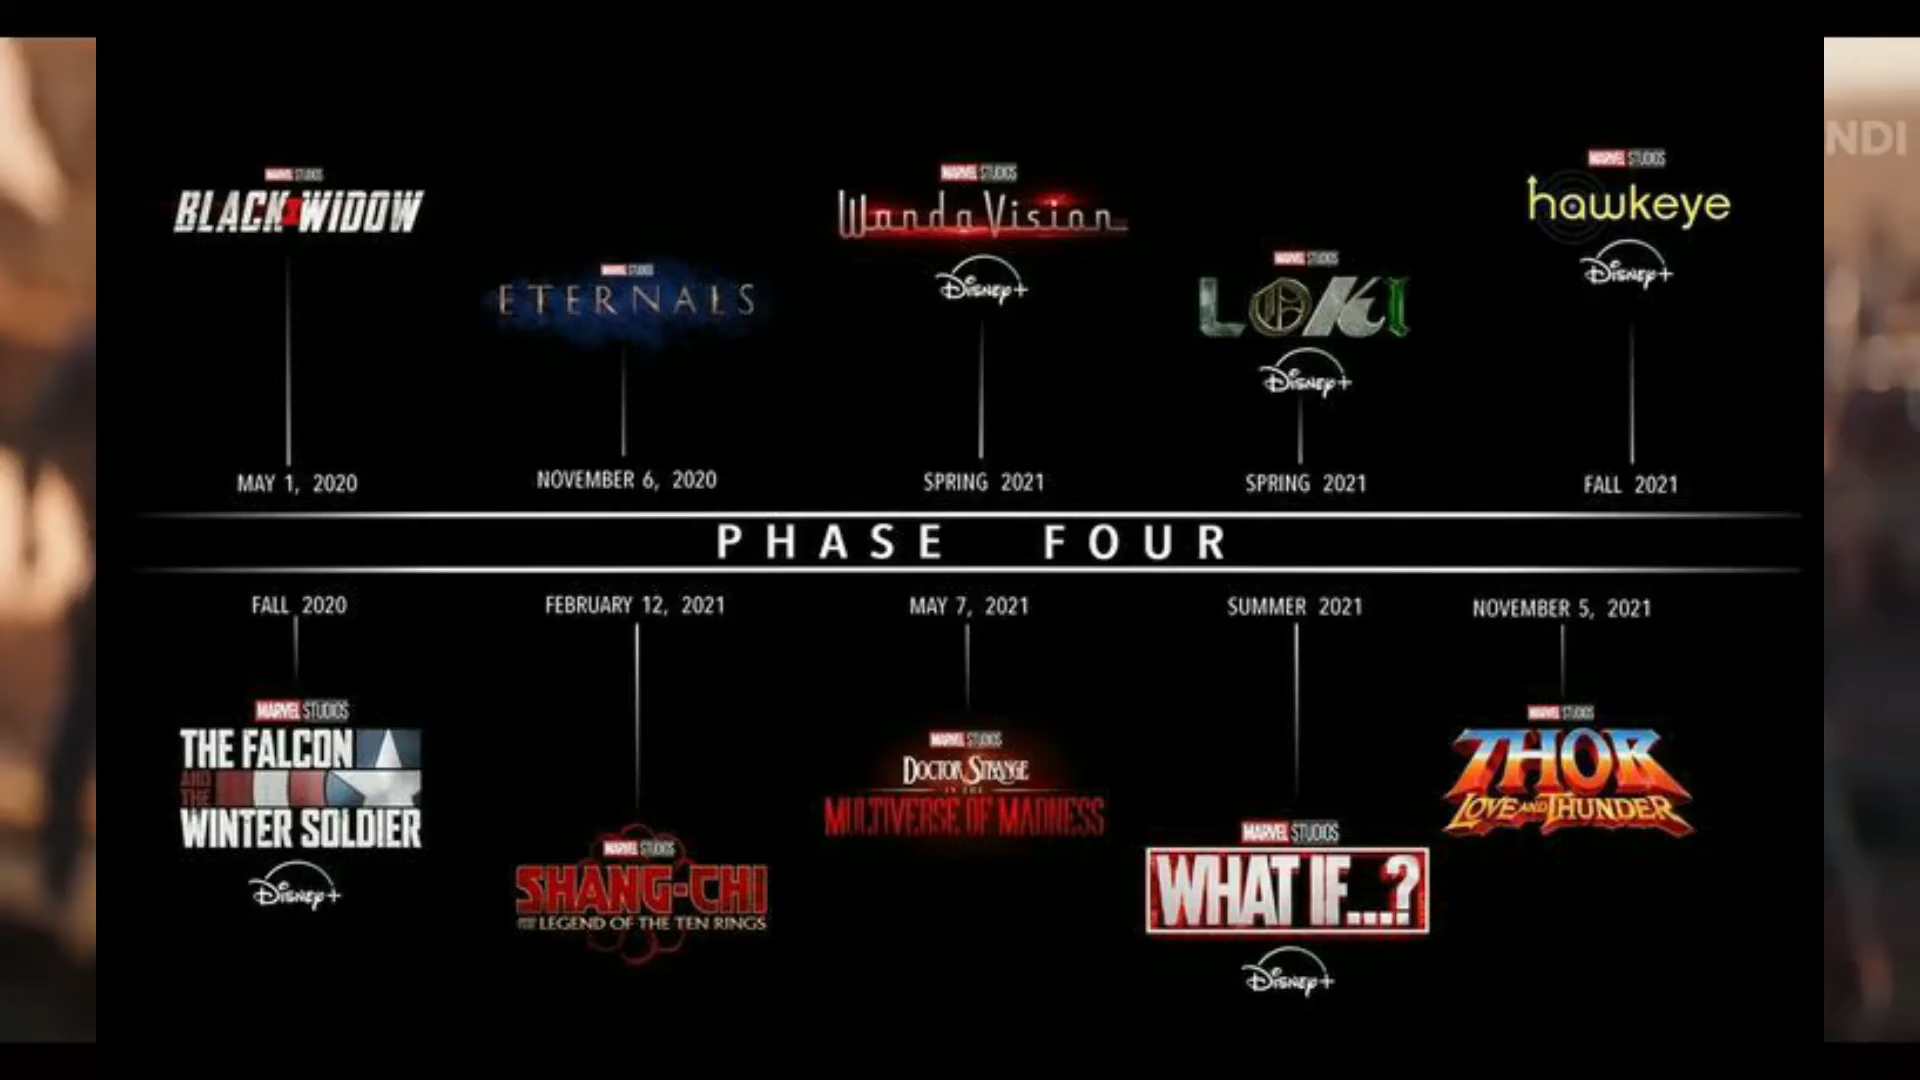 MARVEL STUDIOS
BLACK WIDOW
MAY 1, 2020
MARVEL STUDIOS
ETERNALS
NOVEMBER 6, 2020
MARVEL STUDIOS
WandaVision
Disney+
SPRING 2021
MARVEL STUDIOS
LOKI
Disney+
SPRING 2021
MARVEL STUDIOS
hawkeye
Disney+
FALL 2021
NDI
PHASE FOUR
FALL 2020
MARVEL STUDIOS
THE FALCON
AND
THE
WINTER SOLDIER
Disney+
FEBRUARY 12, 2021
MARVEL STUDIOS
SHANG-CHI
AND THE LEGEND OF THE TEN RINGS
MAY 7, 2021
MARVEL STUDIOS
DOCTOR STRANGE
IN THE
MULTIVERSE OF MADNESS
SUMMER 2021
MARVEL STUDIOS
WHAT IF...?
Disney+
NOVEMBER 5, 2021
MARVEL STUDIOS
THOR
LOVE AND THUNDER